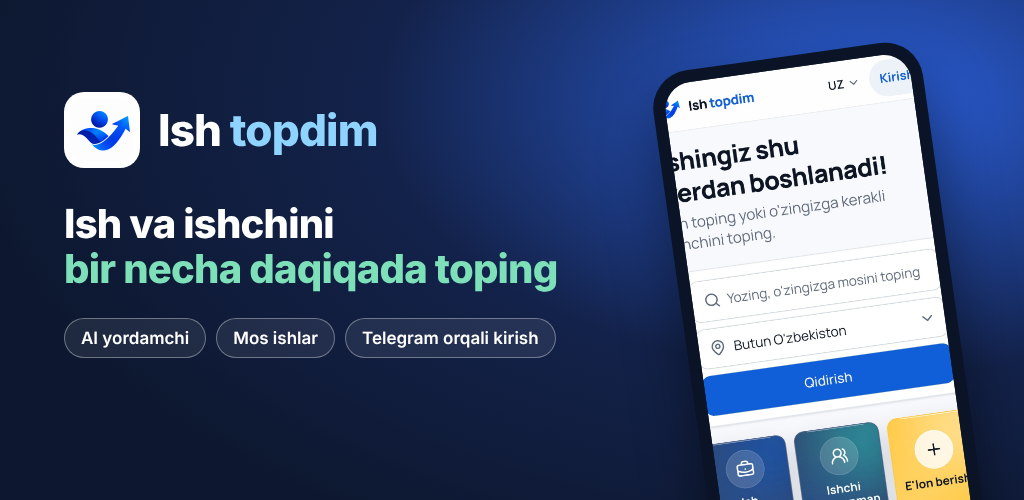 Ish topdim
Ish va ishchini
bir necha daqiqada toping
AI yordamchi
Mos ishlar
Telegram orqali kirish
Ish topdim
UZ
Kirish
shingiz shu
erdan boshlanadi!
toping yoki o'zingizga kerakli
nchini toping.
Yozing, o'zingizga mosini toping
Butun O'zbekiston
Qidirish
Ishchi
E'lon berish